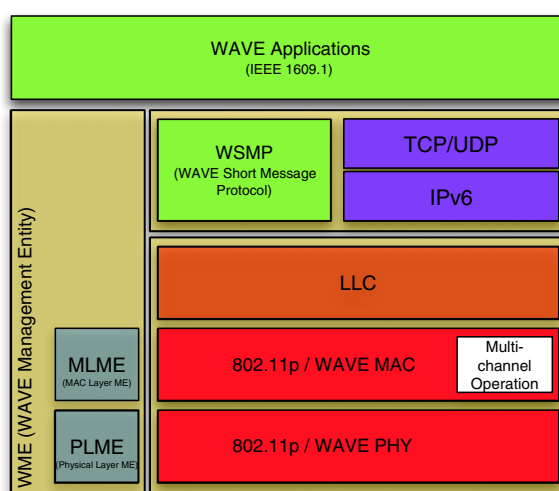 WAVE Applications
(IEEE 1609.1)
WSMP
(WAVE Short Message
Protocol)
TCP/UDP
IPv6
LLC
WME (WAVE Management Entity)
MLME
(MAC Layer ME)
802.11p / WAVE MAC
Multi-
channel
Operation
PLME
(Physical Layer ME)
802.11p / WAVE PHY